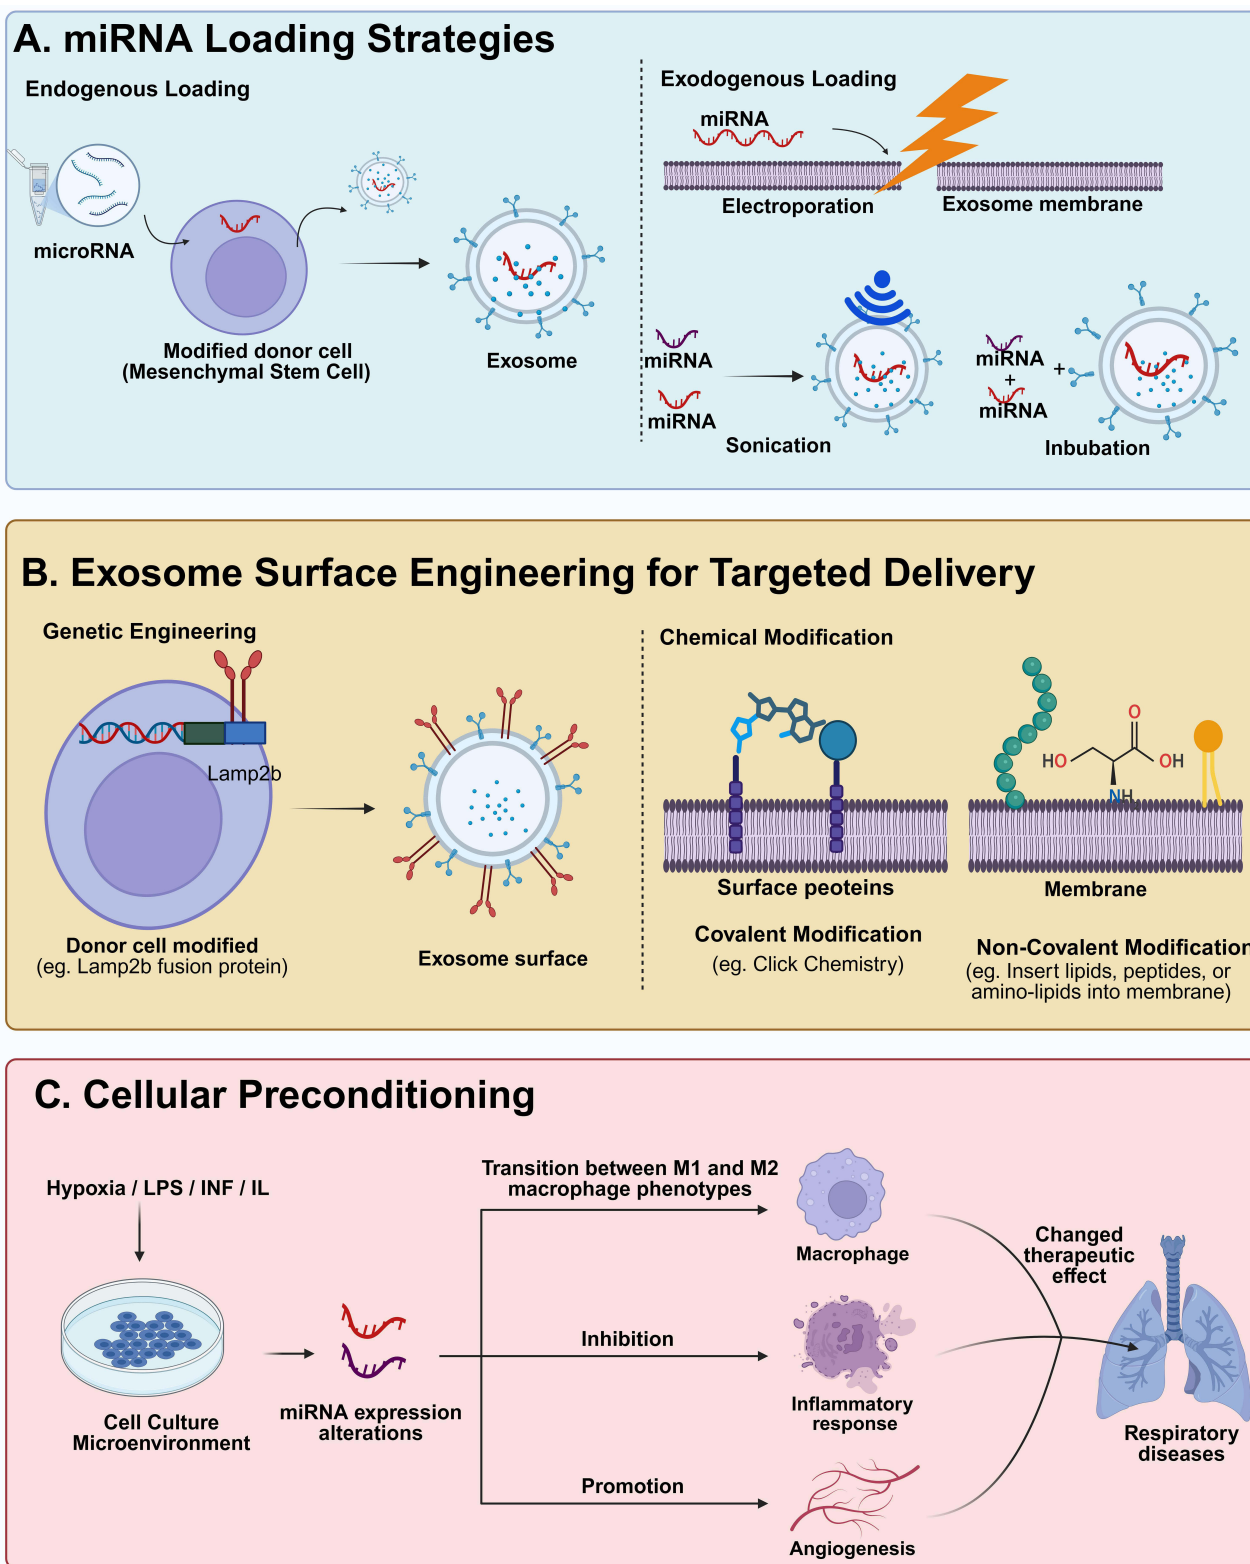 A. miRNA Loading Strategies
Endogenous Loading
microRNA
Modified donor cell
(Mesenchymal Stem Cell)
Exosome
Exodogenous Loading
miRNA
Electroporation
Exosome membrane
miRNA
miRNA
Sonication
miRNA
+
miRNA
+
Inbubation
B. Exosome Surface Engineering for Targeted Delivery
Genetic Engineering
Lamp2b
Donor cell modified
(eg. Lamp2b fusion protein)
Exosome surface
Chemical Modification
Surface peoteins
Covalent Modification
(eg. Click Chemistry)
O
HO
OH
NH
Membrane
Non-Covalent Modification
(eg. Insert lipids, peptides, or
amino-lipids into membrane)
C. Cellular Preconditioning
Hypoxia / LPS / INF / IL
Cell Culture
Microenvironment
miRNA expression
alterations
Transition between M1 and M2
macrophage phenotypes
Macrophage
Inhibition
Inflammatory
response
Promotion
Angiogenesis
Changed
therapeutic
effect
Respiratory
diseases